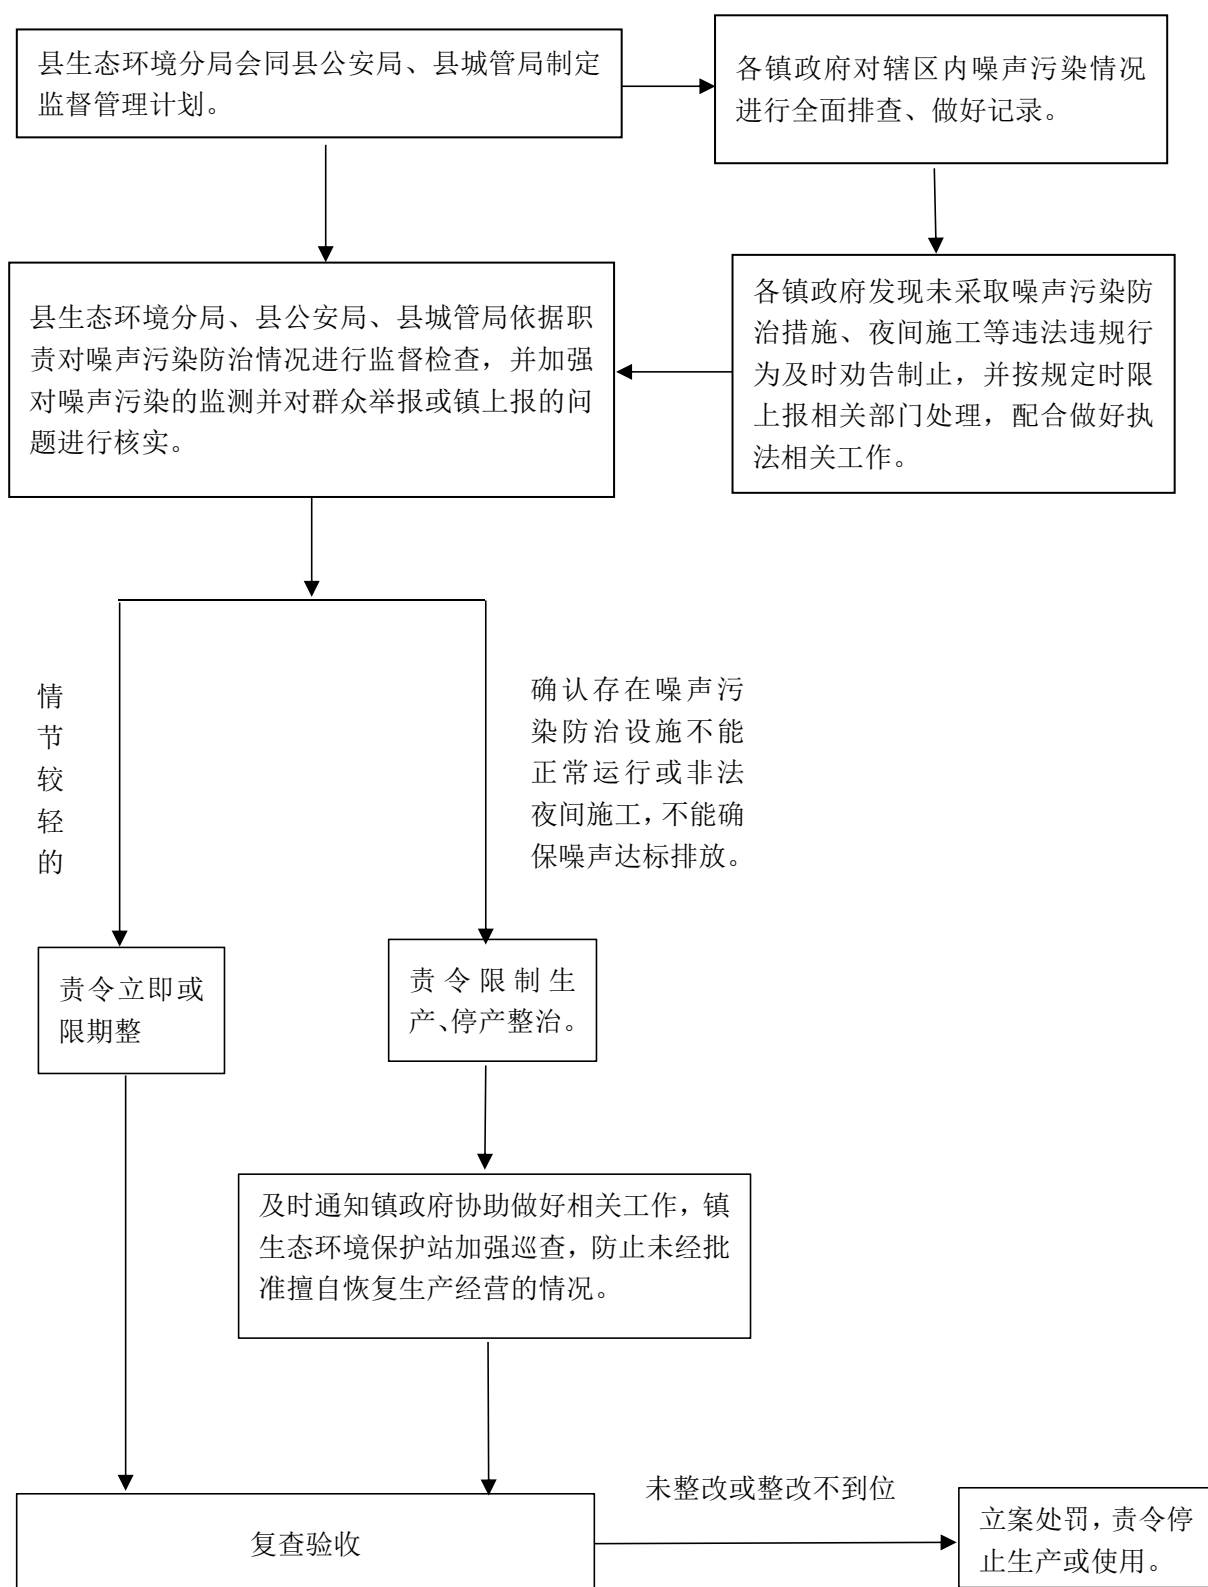 县生态环境分局会同县公安局、县城管局制定
监督管理计划。
各镇政府对辖区内噪声污染情况
进行全面排查、做好记录。
县生态环境分局、县公安局、县城管局依据职
责对噪声污染防治情况进行监督检查，并加强
对噪声污染的监测并对群众举报或镇上报的问
题进行核实。
各镇政府发现未采取噪声污染防
治措施、夜间施工等违法违规行
为及时劝告制止，并按规定时限
上报相关部门处理，配合做好执
法相关工作。
情
节
较
轻
的
确认存在噪声污
染防治设施不能
正常运行或非法
夜间施工，不能确
保噪声达标排放。
责令立即或
限期整
责令限制生
产、停产整治。
及时通知镇政府协助做好相关工作，镇
生态环境保护站加强巡查，防止未经批
准擅自恢复生产经营的情况。
未整改或整改不到位
复查验收
立案处罚，责令停
止生产或使用。